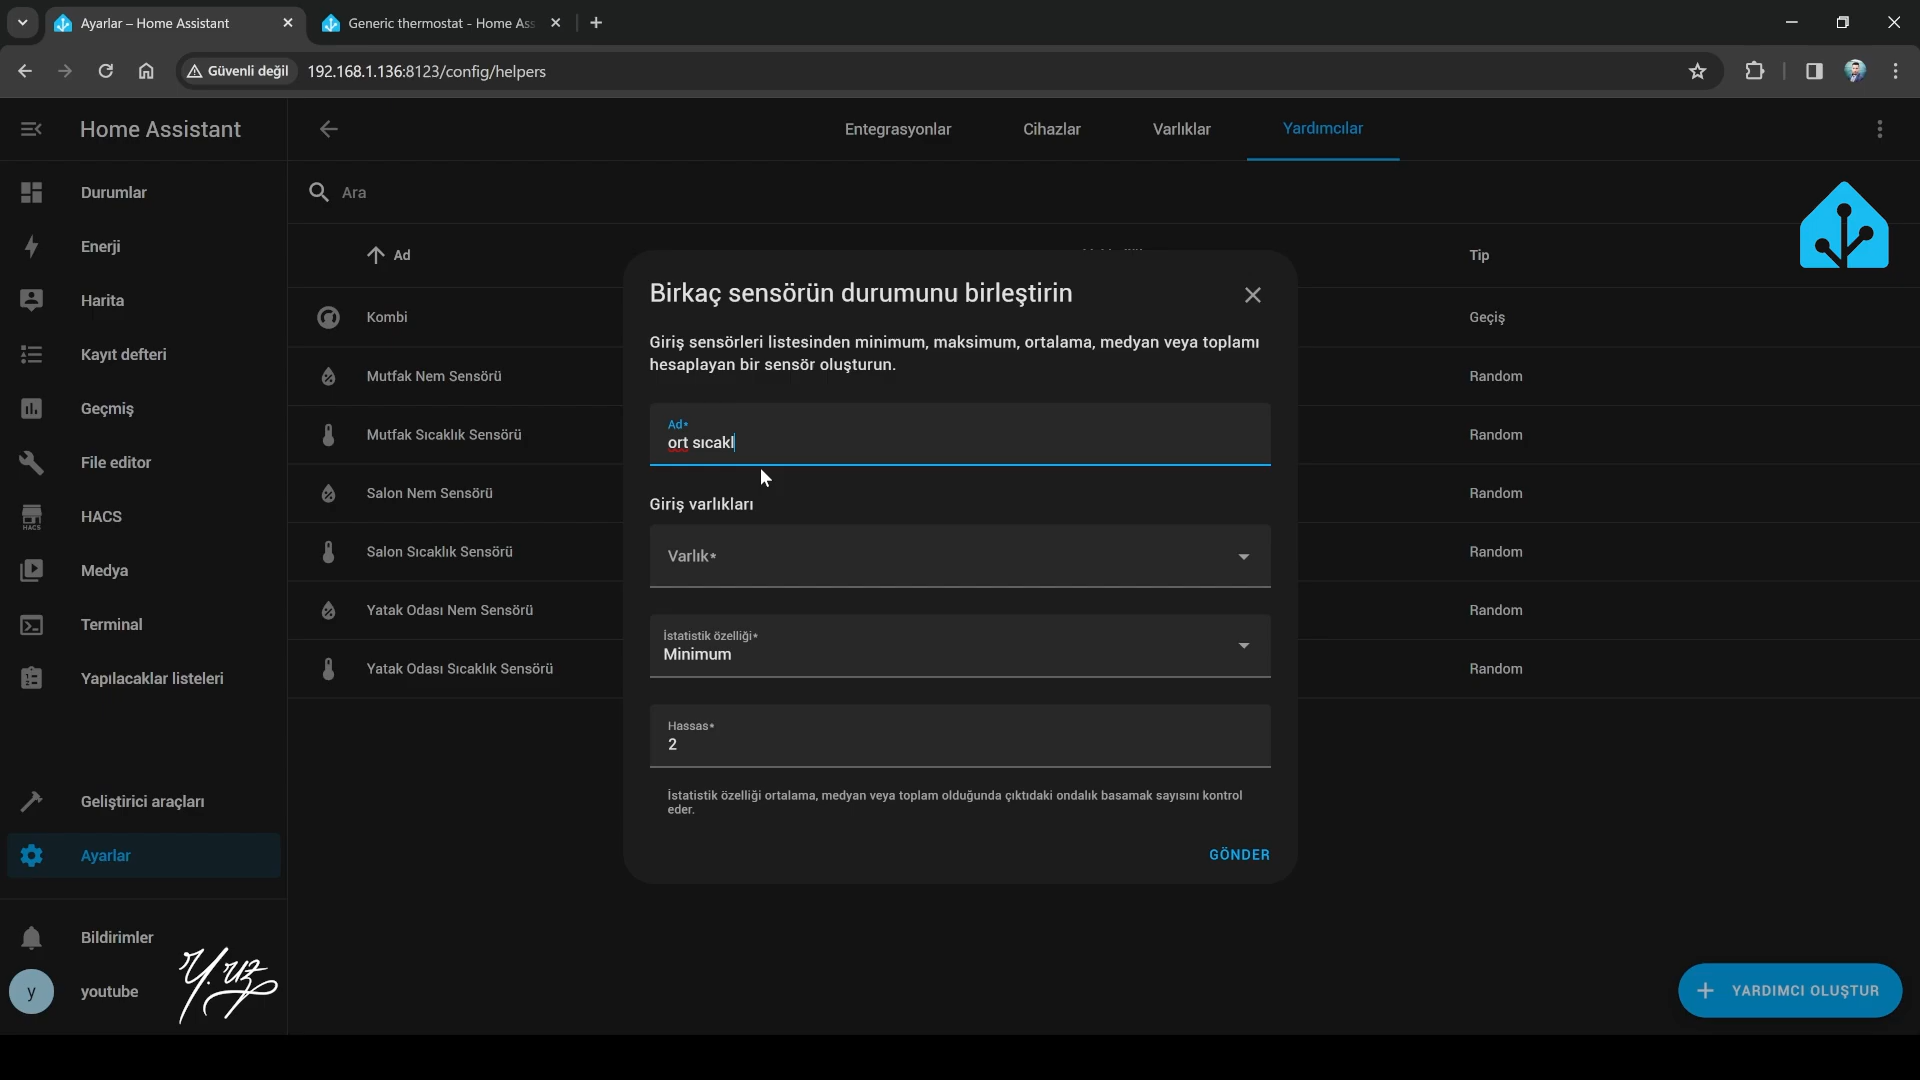 Ayarlar – Home Assistant
Generic thermostat - Home Ass
Güvenli değil
192.168.1.136:8123/config/helpers
Home Assistant
Entegrasyonlar
Cihazlar
Varlıklar
Yardımcılar
Durumlar
Enerji
Harita
Kayıt defteri
Geçmiş
File editor
HACS
HACS
Medya
Terminal
Yapılacaklar listeleri
Geliştirici araçları
Ayarlar
Bildirimler
y
youtube
Y.uz
Ara
Ad
Tip
Kombi
Geçiş
Mutfak Nem Sensörü
Random
Mutfak Sıcaklık Sensörü
Random
Salon Nem Sensörü
Random
Salon Sıcaklık Sensörü
Random
Yatak Odası Nem Sensörü
Random
Yatak Odası Sıcaklık Sensörü
Random
Birkaç sensörün durumunu birleştirin
Giriş sensörleri listesinden minimum, maksimum, ortalama, medyan veya toplamı
hesaplayan bir sensör oluşturun.
Ad*
ort sıcakl
Giriş varlıkları
Varlık*
İstatistik özelliği*
Minimum
Hassas*
2
İstatistik özelliği ortalama, medyan veya toplam olduğunda çıktıdaki ondalık basamak sayısını kontrol
eder.
GÖNDER
YARDIMCI OLUŞTUR